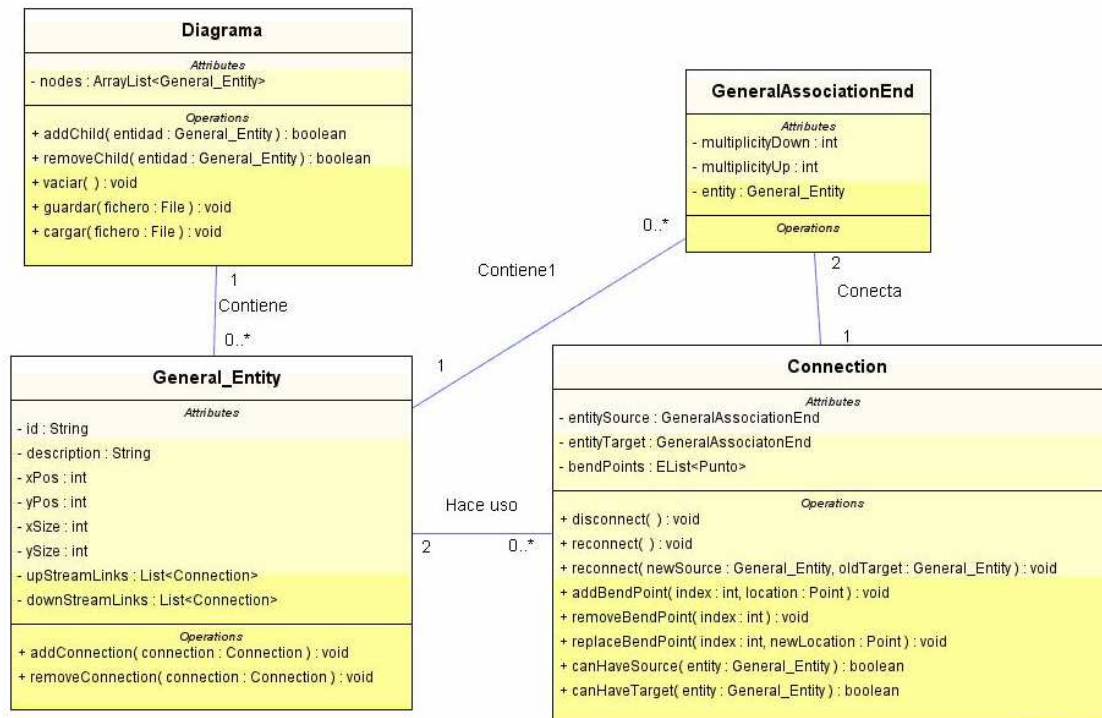 Diagrama
Attributes
- nodes : ArrayList<General_Entity>
Operations
+ addChild( entidad : General_Entity ) : boolean
+ removeChild( entidad : General_Entity ) : boolean
+ vaciar( ) : void
+ guardar( fichero : File ) : void
+ cargar( fichero : File ) : void
GeneralAssociationEnd
Attributes
- multiplicityDown : int
- multiplicityUp : int
- entity : General_Entity
Operations
1
Contiene
0..*
0..*
Contiene1
1
2
Conecta
1
General_Entity
Attributes
- id : String
- description : String
- xPos : int
- yPos : int
- xSize : int
- ySize : int
- upStreamLinks : List<Connection>
- downStreamLinks : List<Connection>
Operations
+ addConnection( connection : Connection ) : void
+ removeConnection( connection : Connection ) : void
Hace uso
2
0..*
Connection
Attributes
- entitySource : GeneralAssociationEnd
- entityTarget : GeneralAssociatonEnd
- bendPoints : EList<Punto>
Operations
+ disconnect( ) : void
+ reconnect( ) : void
+ reconnect( newSource : General_Entity, oldTarget : General_Entity ) : void
+ addBendPoint( index : int, location : Point ) : void
+ removeBendPoint( index : int ) : void
+ replaceBendPoint( index : int, newLocation : Point ) : void
+ canHaveSource( entity : General_Entity ) : boolean
+ canHaveTarget( entity : General_Entity ) : boolean